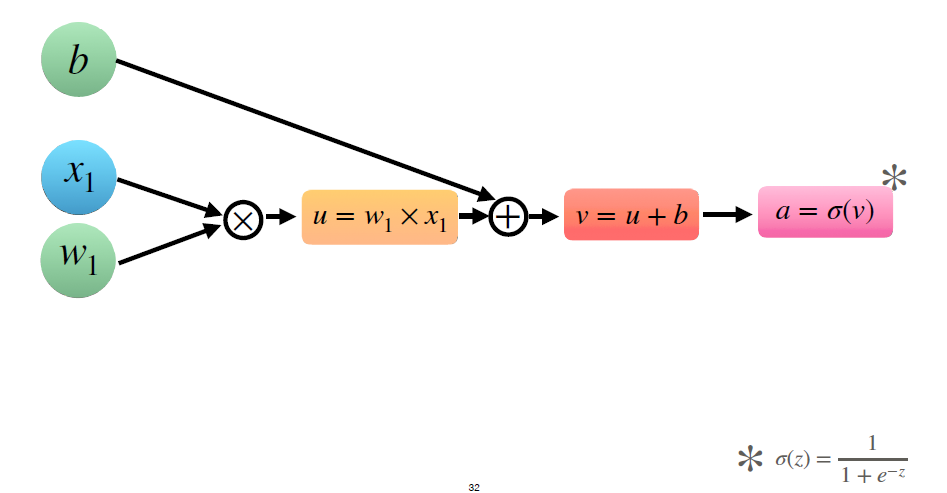 b
x₁
w₁
×
u = w₁ × x₁
+
v = u + b
a = σ(v)
*
* σ(z) = 1 / (1 + e⁻ᶻ)
32